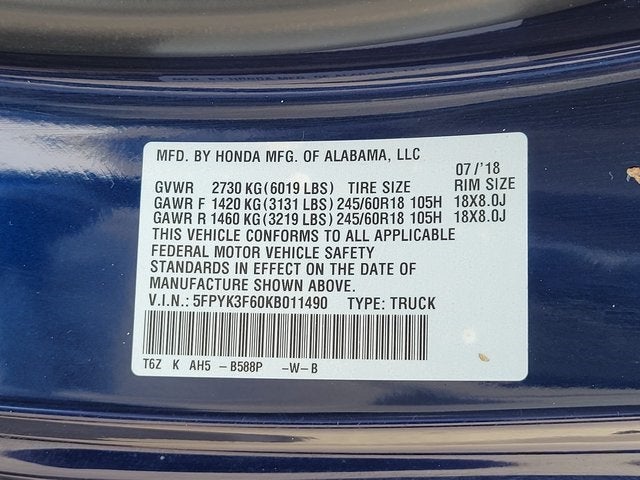 MFD. BY HONDA MFG. OF ALABAMA, LLC
07/'18
GVWR 2730 KG(6019 LBS) TIRE SIZE RIM SIZE
GAWR F 1420 KG(3131 LBS) 245/60R18 105H 18X8.0J
GAWR R 1460 KG(3219 LBS) 245/60R18 105H 18X8.0J
THIS VEHICLE CONFORMS TO ALL APPLICABLE
FEDERAL MOTOR VEHICLE SAFETY
STANDARDS IN EFFECT ON THE DATE OF
MANUFACTURE SHOWN ABOVE.
V.I.N.: 5FPYK3F60KB011490 TYPE: TRUCK
T6Z K AH5 -B588P -W-B